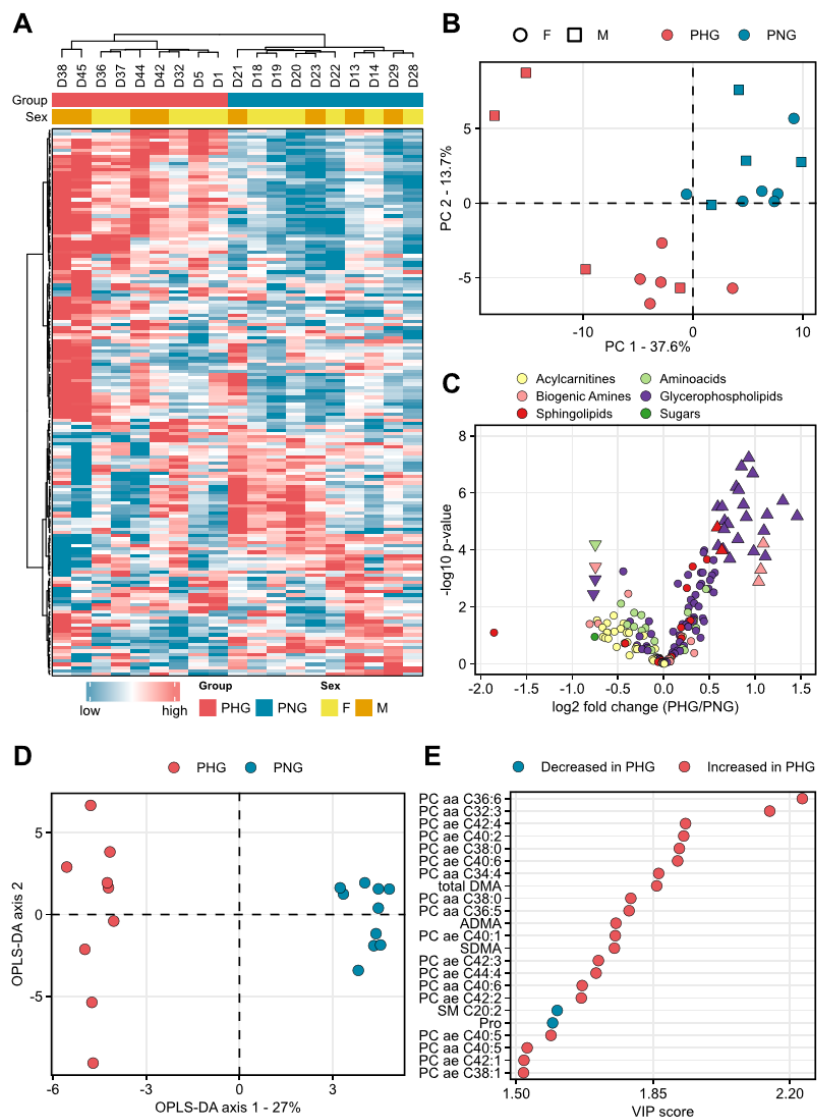 A
D38 D45 D36 D37 D44 D42 D32 D5 D1 D21 D18 D19 D20 D23 D22 D13 D14 D29 D28
Group
Sex
low high
Group
PHG PNG
Sex
F M
B
F M PHG PNG
PC 2 - 13.7%
5
0
-5
-10 0 10
PC 1 - 37.6%
C
Acylcarnitines Aminoacids
Biogenic Amines Glycerophospholipids
Sphingolipids Sugars
-log10 p-value
8
6
4
2
0
-2.0 -1.5 -1.0 -0.5 0 0.5 1.0 1.5
log2 fold change (PHG/PNG)
D
PHG PNG
OPLS-DA axis 2
5
0
-5
-6 -3 0 3
OPLS-DA axis 1 - 27%
E
Decreased in PHG Increased in PHG
PC aa C36:6
PC aa C32:3
PC ae C42:4
PC ae C40:2
PC ae C38:0
PC ae C40:6
PC aa C34:4
total DMA
PC aa C38:0
PC aa C36:5
ADMA
PC ae C40:1
SDMA
PC ae C42:3
PC ae C44:4
PC aa C40:6
PC ae C42:2
SM C20:2
Pro
PC ae C40:5
PC aa C40:5
PC ae C42:1
PC ae C38:1
1.50 1.85 2.20
VIP score